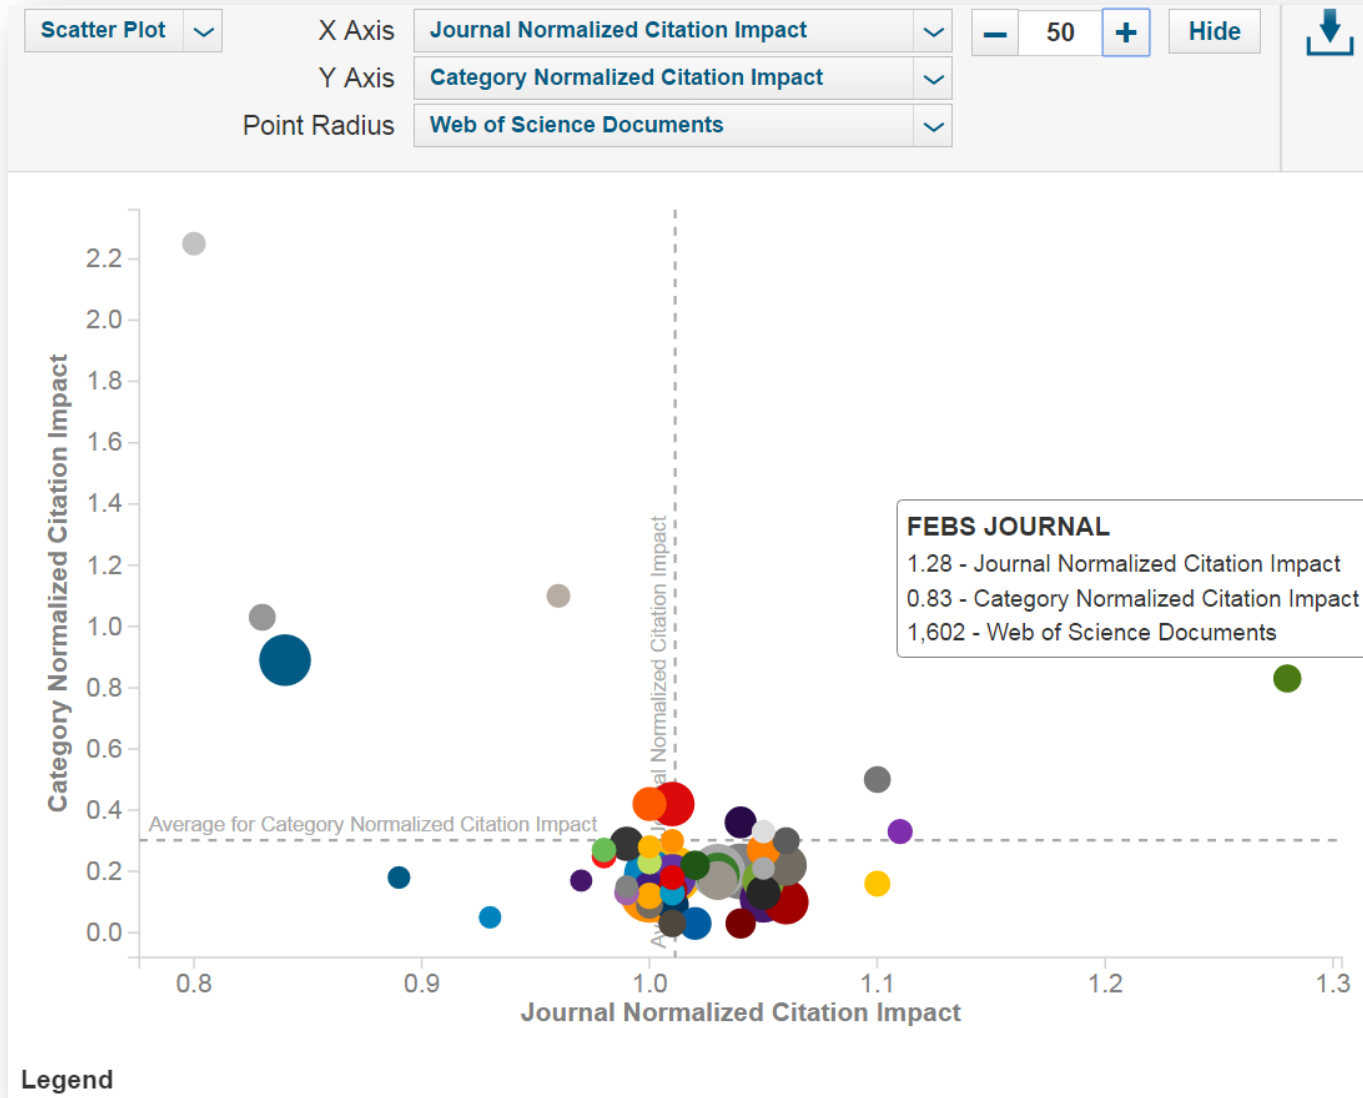 Scatter Plot
X Axis
Journal Normalized Citation Impact
50
Hide
Y Axis
Category Normalized Citation Impact
Point Radius
Web of Science Documents
2.2
2.0
1.8
1.6
1.4
1.2
1.0
0.8
0.6
0.4
0.2
0.0
Category Normalized Citation Impact
FEBS JOURNAL
1.28 - Journal Normalized Citation Impact
0.83 - Category Normalized Citation Impact
1,602 - Web of Science Documents
al Normalized Citation Impact
Average for Category Normalized Citation Impact
0.8
0.9
1.0
1.1
1.2
1.3
Journal Normalized Citation Impact
Legend